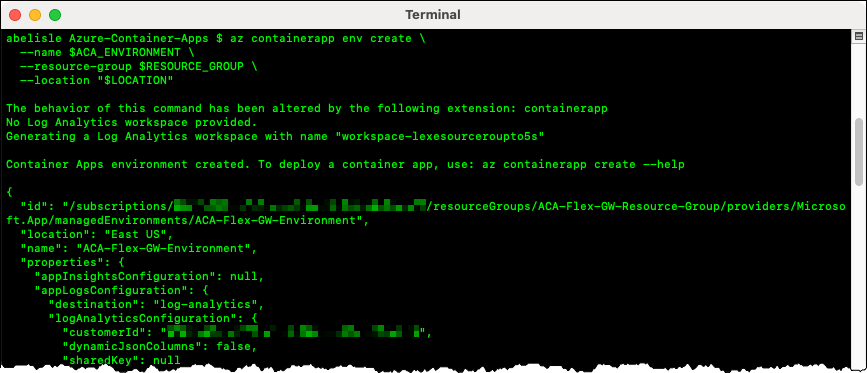 Terminal
abelisle Azure-Container-Apps $ az containerapp env create \
  --name $ACA_ENVIRONMENT \
  --resource-group $RESOURCE_GROUP \
  --location "$LOCATION"
The behavior of this command has been altered by the following extension: containerapp
No Log Analytics workspace provided.
Generating a Log Analytics workspace with name "workspace-lexesourceroupto5s"
Container Apps environment created. To deploy a container app, use: az containerapp create --help
{
  "id": "/subscriptions/ /resourceGroups/ACA-Flex-GW-Resource-Group/providers/Microso
ft.App/managedEnvironments/ACA-Flex-GW-Environment",
  "location": "East US",
  "name": "ACA-Flex-GW-Environment",
  "properties": {
    "appInsightsConfiguration": null,
    "appLogsConfiguration": {
      "destination": "log-analytics",
      "logAnalyticsConfiguration": {
        "customerId": " ",
        "dynamicJsonColumns": false,
        "sharedKey": null